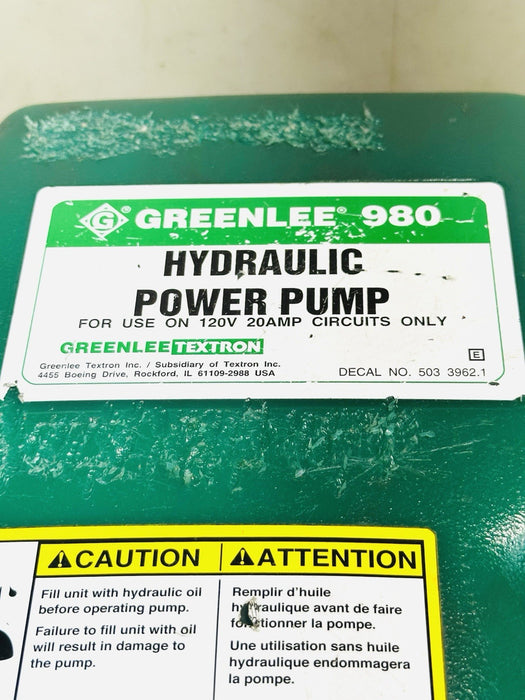 G® GREENLEE® 980
HYDRAULIC
POWER PUMP
FOR USE ON 120V 20AMP CIRCUITS ONLY
GREENLEE TEXTRON
E
Greenlee Textron Inc. / Subsidiary of Textron Inc.
4455 Boeing Drive, Rockford, IL 61109-2988 USA
DECAL NO. 503 3962.1
CAUTION
Fill unit with hydraulic oil
before operating pump.
Failure to fill unit with oil
will result in damage to
the pump.
ATTENTION
Remplir d'huile
hydraulique avant de faire
fonctionner la pompe.
Une utilisation sans huile
hydraulique endommagera
la pompe.